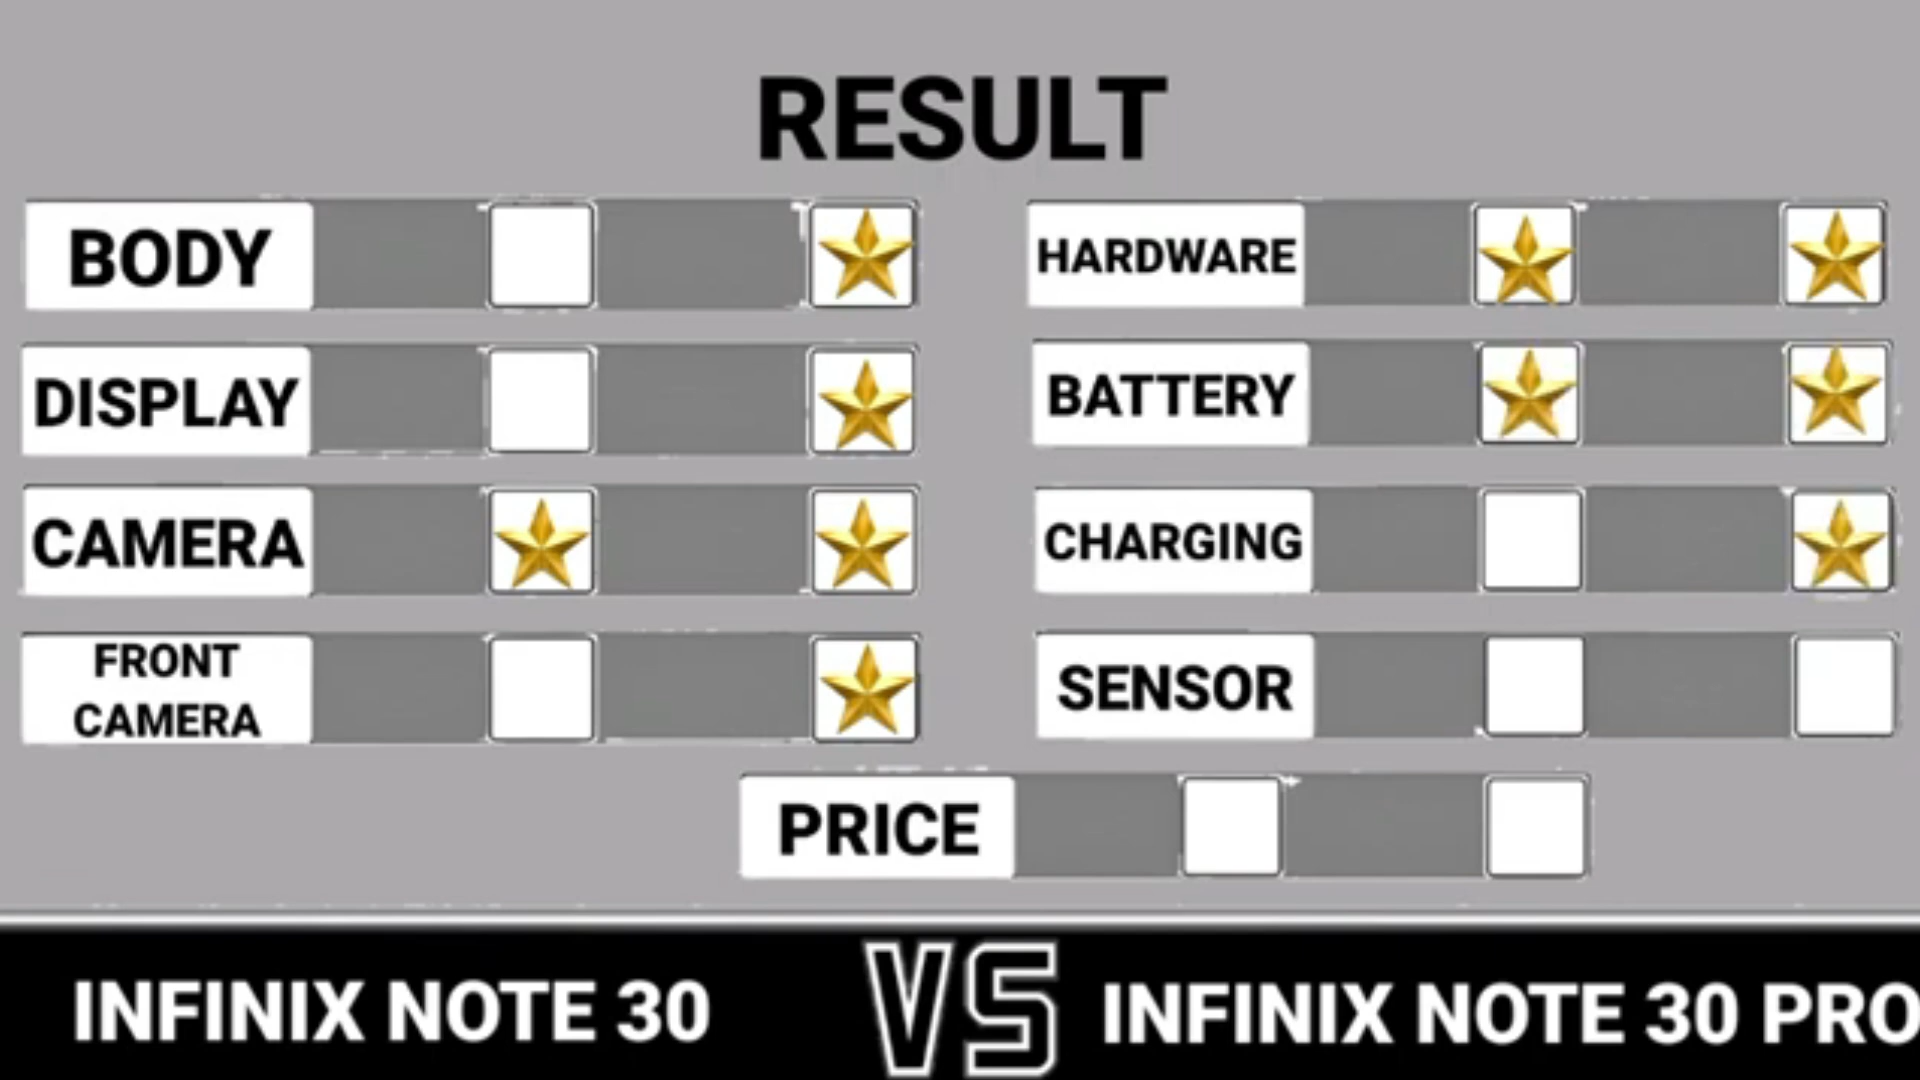 RESULT
BODY
HARDWARE
DISPLAY
BATTERY
CAMERA
CHARGING
FRONT
CAMERA
SENSOR
PRICE
INFINIX NOTE 30 VS INFINIX NOTE 30 PRO